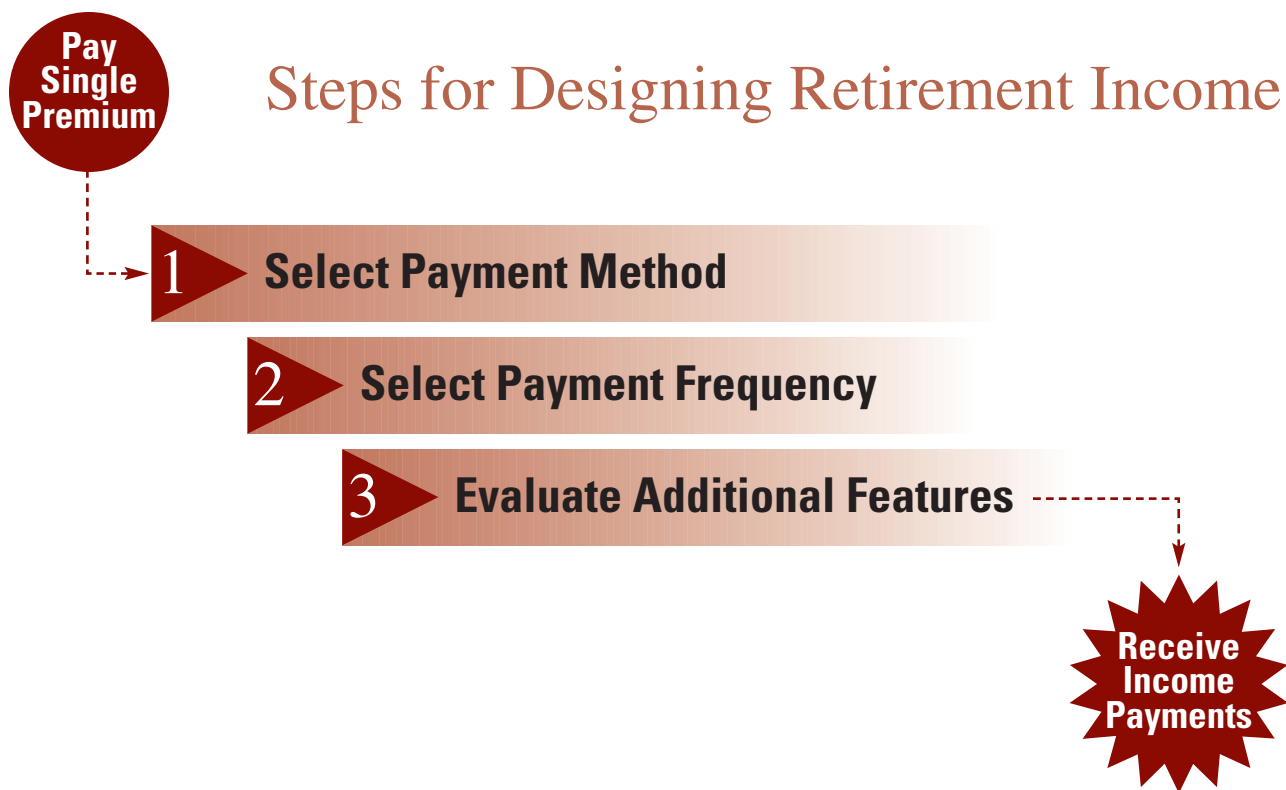 Pay
Single
Premium
Steps for Designing Retirement Income
1 Select Payment Method
2 Select Payment Frequency
3 Evaluate Additional Features
Receive
Income
Payments